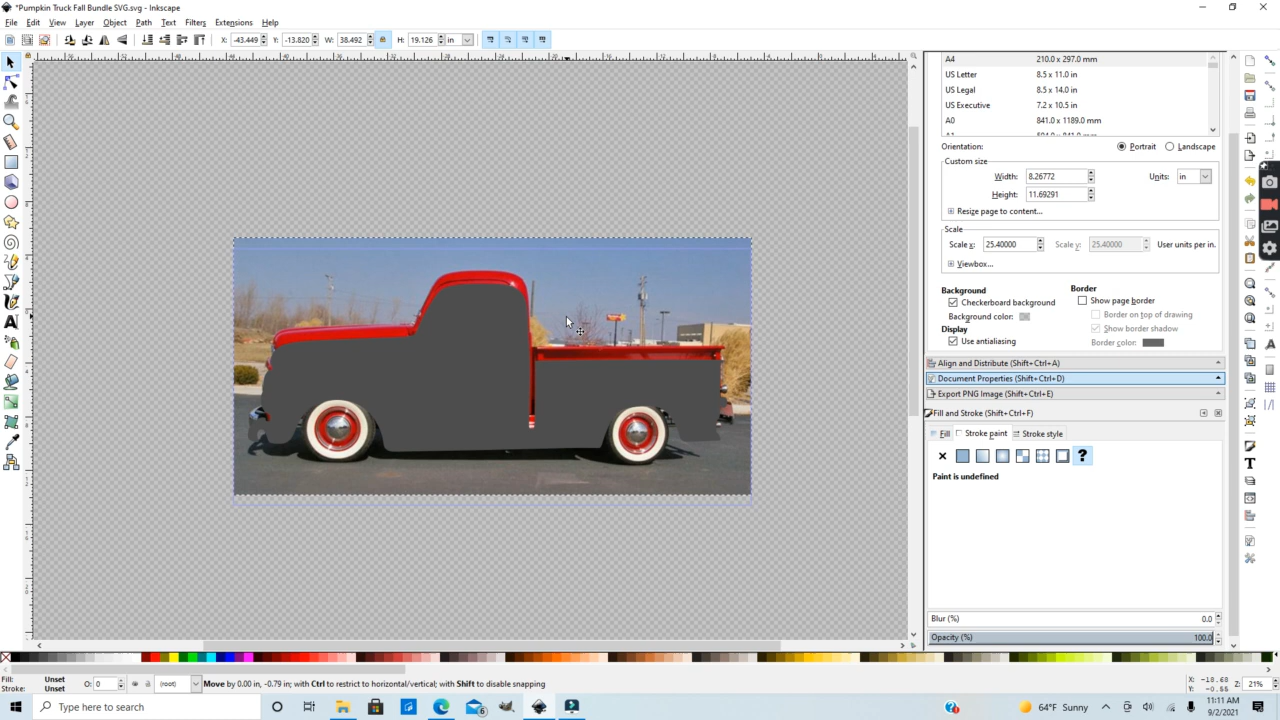 *Pumpkin Truck Fall Bundle SVG.svg - Inkscape
File Edit View Layer Object Path Text Filters Extensions Help
X: -43.449 Y: -13.820 W: 38.492 H: 19.126 in
A4 210.0 x 297.0 mm
US Letter 8.5 x 11.0 in
US Legal 8.5 x 14.0 in
US Executive 7.2 x 10.5 in
A0 841.0 x 1189.0 mm
Orientation: Portrait Landscape
Custom size
Width: 8.26772 Units: in
Height: 11.69291
Resize page to content...
Scale
Scale x: 25.40000 Scale y: 25.40000 User units per in.
Viewbox...
Background Border
Checkerboard background Show page border
Background color: Border on top of drawing
Display Show border shadow
Use antialiasing Border color:
Align and Distribute (Shift+Ctrl+A)
Document Properties (Shift+Ctrl+D)
Export PNG Image (Shift+Ctrl+E)
Fill and Stroke (Shift+Ctrl+F)
Fill Stroke paint Stroke style
?
Paint is undefined
Blur (%) 0.0
Opacity (%) 100.0
Fill: Unset O: 0 (root) Move by 0.00 in, -0.79 in; with Ctrl to restrict to horizontal/vertical; with Shift to disable snapping X: -18.68 Z: 21%
Stroke: Unset Y: -0.55
Type here to search 6 64°F Sunny 11:11 AM
9/2/2021